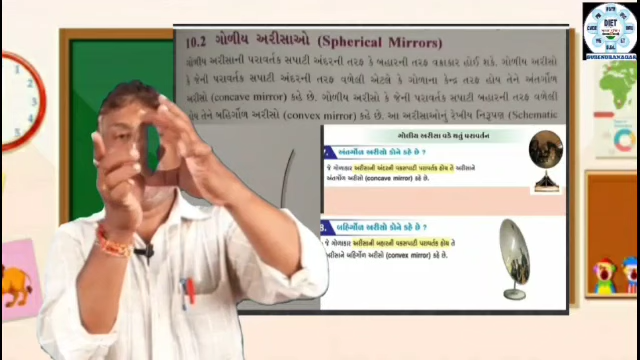 10.2 ગોળીય અરીસાઓ (Spherical Mirrors)
ગોળીય અરીસાની પરાવર્તક સપાટી અંદરની તરફ કે બહારની તરફ વક્રાકાર હોઈ શકે. ગોળીય અરીસો
કે જેની પરાવર્તક સપાટી અંદરની તરફ વળેલી એટલે કે ગોળાના કેન્દ્ર તરફ હોય તેને અંતર્ગોળ
અરીસો (concave mirror) કહે છે. ગોળીય અરીસો કે જેની પરાવર્તક સપાટી બહારની તરફ વળેલી
હોય તેને બહિર્ગોળ અરીસો (convex mirror) કહે છે. આ અરીસાઓનું રેખીય નિરૂપણ (Schematic
ગોળીય અરીસા વડે થતું પરાવર્તન
અંતર્ગોળ અરીસો કોને કહે છે ?
જે ગોળાકાર અરીસાની અંદરની વક્રસપાટી પરાવર્તક હોય તે અરીસાને
અંતર્ગોળ અરીસો (concave mirror) કહે છે.
બહિર્ગોળ અરીસો કોને કહે છે ?
જે ગોળાકાર અરીસાની બહારની વક્રસપાટી પરાવર્તક હોય તે
અરીસાને બહિર્ગોળ અરીસો (convex mirror) કહે છે.
DIET
SURENDRANAGAR